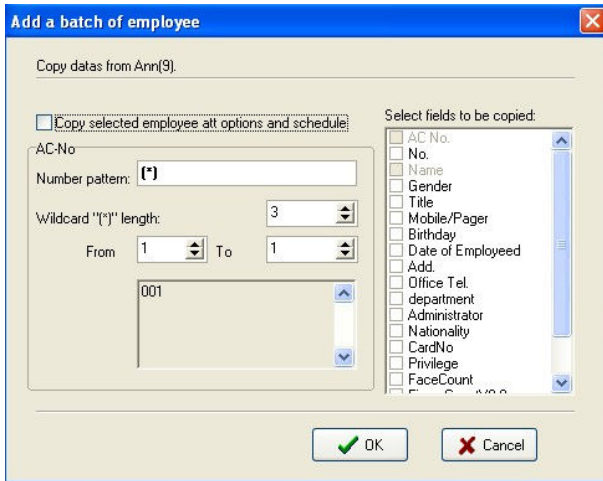 Add a batch of employee
Copy datas from Ann(9).
Copy selected employee att options and schedule
AC-No
Number pattern: (*)
Wildcard "(*)" length: 3
From 1 To 1
001
Select fields to be copied:
AC No.
No.
Name
Gender
Title
Mobile/Pager
Birthday
Date of Employeed
Add.
Office Tel.
department
Administrator
Nationality
CardNo
Privilege
FaceCount
OK
Cancel